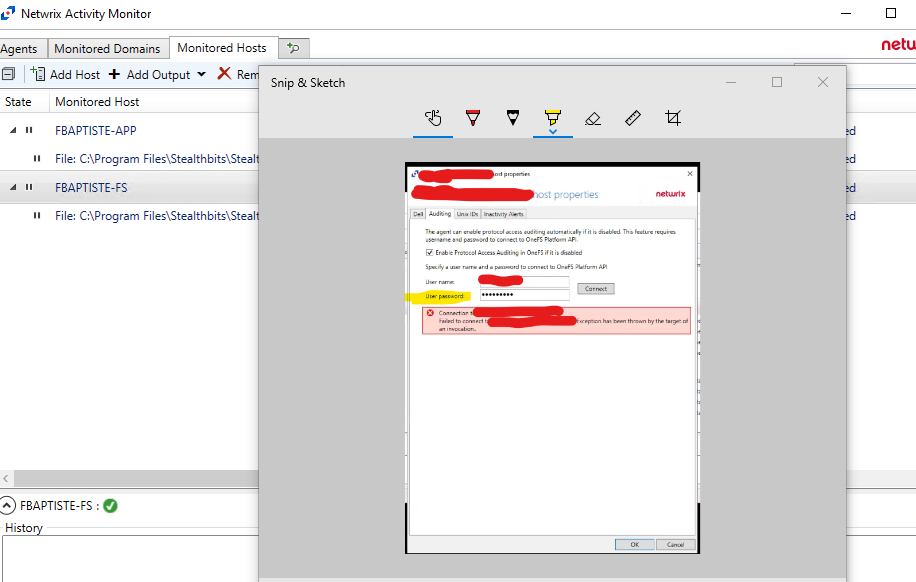 Netwrix Activity Monitor
Agents
Monitored Domains
Monitored Hosts
netw
Add Host
Add Output
Rem
Snip & Sketch
State
Monitored Host
FBAPTISTE-APP
ed
File: C:\Program Files\Stealthbits\Stealt
ed
FBAPTISTE-FS
ed
File: C:\Program Files\Stealthbits\Stealt
ed
ost properties
host properties
netwrix
Dell
Auditing
Unix IDs
Inactivity Alerts
The agent can enable protocol access auditing automatically if it is disabled. This feature requires
username and password to connect to OneFS Platform API.
Enable Protocol Access Auditing in OneFS if it is disabled
Specify a user name and a password to connect to OneFS Platform API
User name:
User password:
•••••••••
Connect
Connection t
Failed to connect t
Exception has been thrown by the target of
an invocation.
OK
Cancel
FBAPTISTE-FS :
History